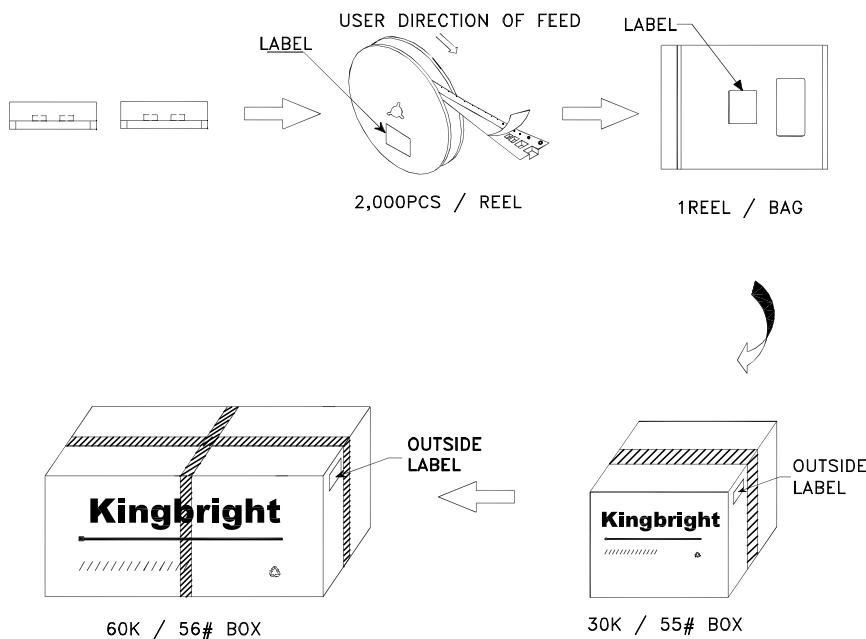 USER DIRECTION OF FEED
LABEL
LABEL
2,000PCS / REEL
1REEL / BAG
OUTSIDE
LABEL
OUTSIDE
LABEL
Kingbright
Kingbright
60K / 56# BOX
30K / 55# BOX